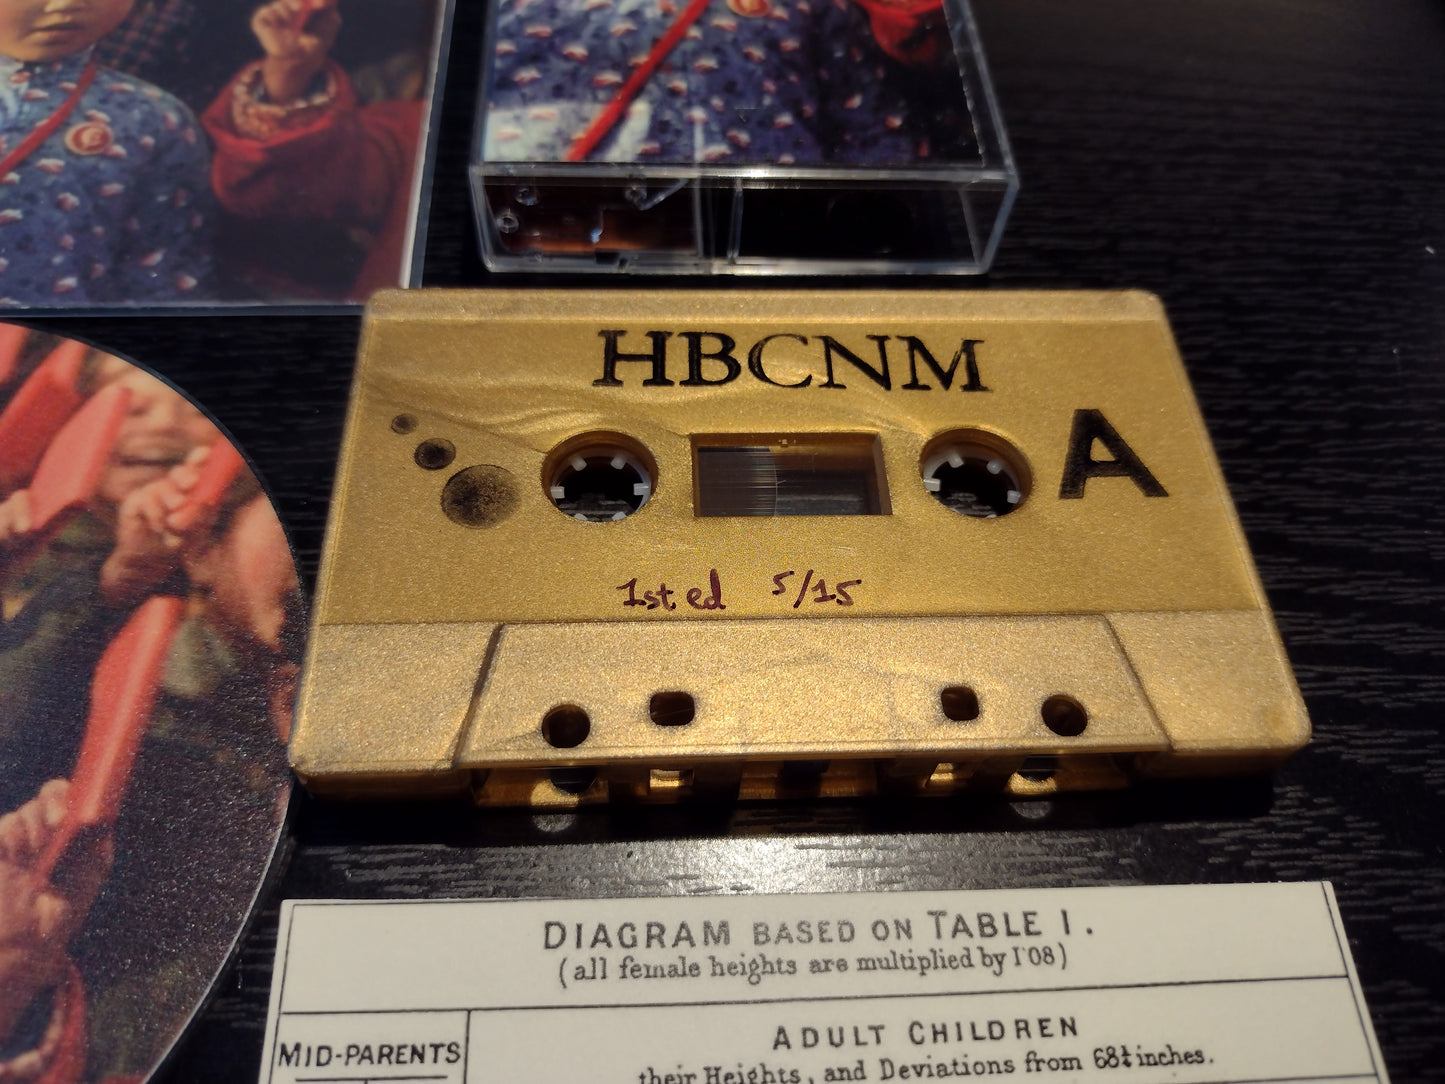 HBCNM
A
1st ed 5/15
DIAGRAM BASED ON TABLE I.
(all female heights are multiplied by 1'08)
ADULT CHILDREN
MID-PARENTS
their Heights, and Deviations from 68¼ inches.